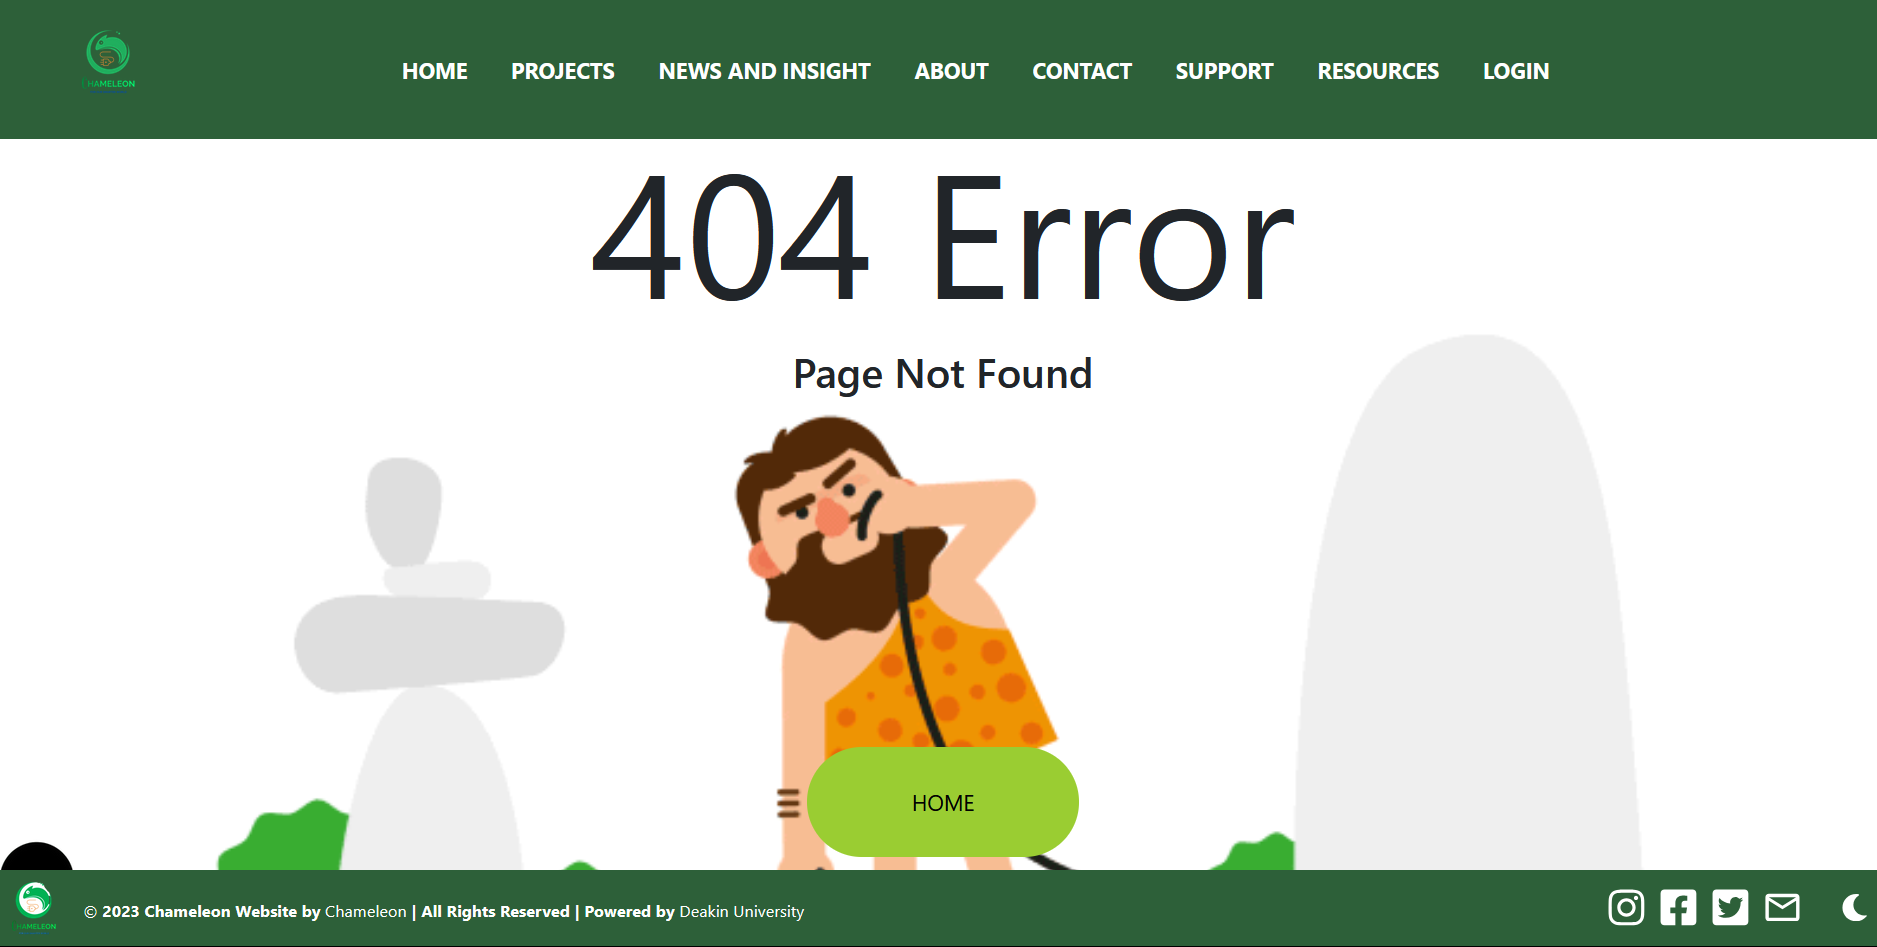 CHAMELEON
HOME PROJECTS NEWS AND INSIGHT ABOUT CONTACT SUPPORT RESOURCES LOGIN
404 Error
Page Not Found
HOME
CHAMELEON
© 2023 Chameleon Website by Chameleon | All Rights Reserved | Powered by Deakin University